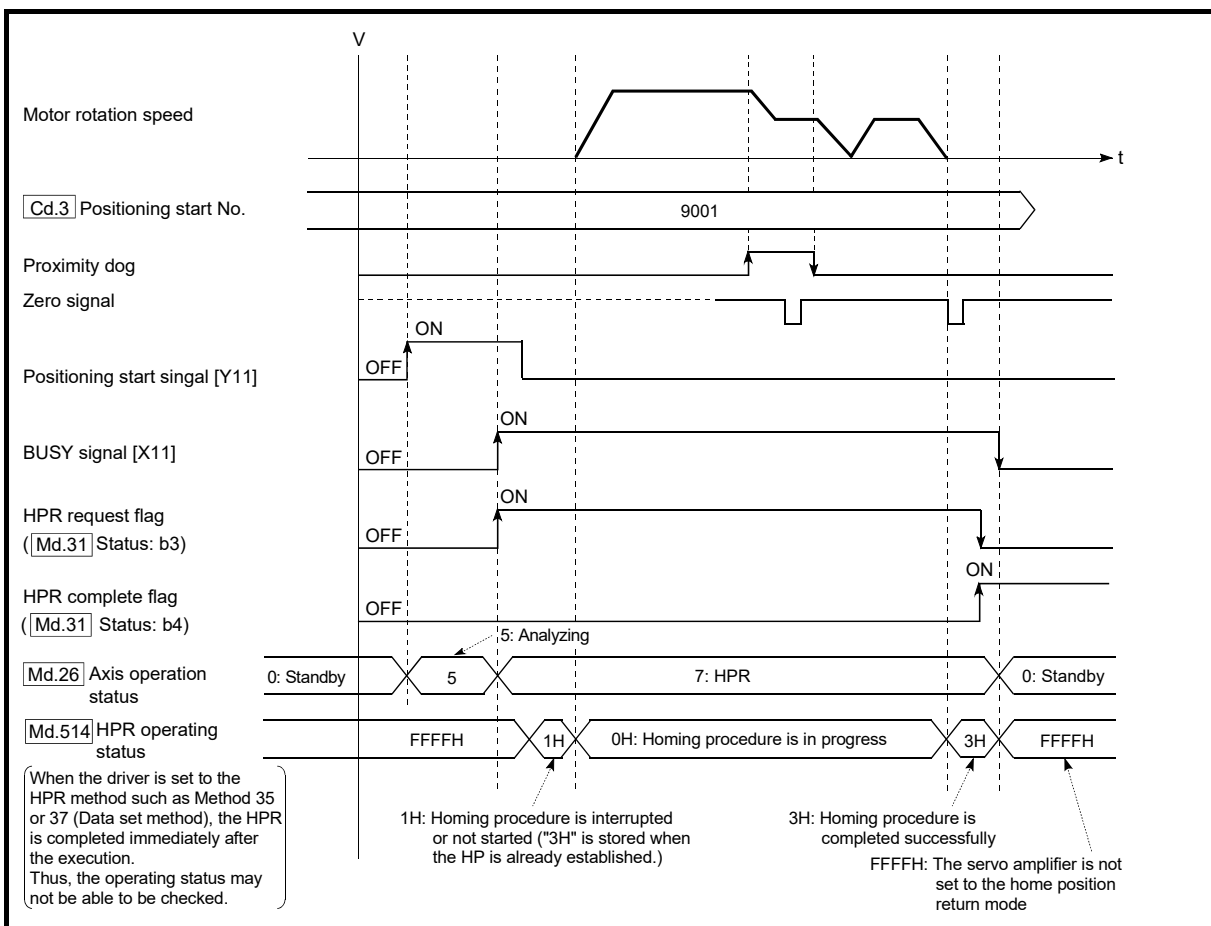 V
Motor rotation speed
t
Cd.3 Positioning start No.
9001
Proximity dog
Zero signal
ON
OFF
Positioning start singal [Y11]
ON
BUSY signal [X11]
OFF
ON
HPR request flag
OFF
( Md.31 Status: b3)
ON
HPR complete flag
OFF
( Md.31 Status: b4)
5: Analyzing
Md.26 Axis operation
status
0: Standby
5
7: HPR
0: Standby
Md.514 HPR operating
status
FFFFH
1H
0H: Homing procedure is in progress
3H
FFFFH
When the driver is set to the
HPR method such as Method 35
or 37 (Data set method), the HPR
is completed immediately after
the execution.
Thus, the operating status may
not be able to be checked.
1H: Homing procedure is interrupted
or not started ("3H" is stored when
the HP is already established.)
3H: Homing procedure is
completed successfully
FFFFH: The servo amplifier is not
set to the home position
return mode